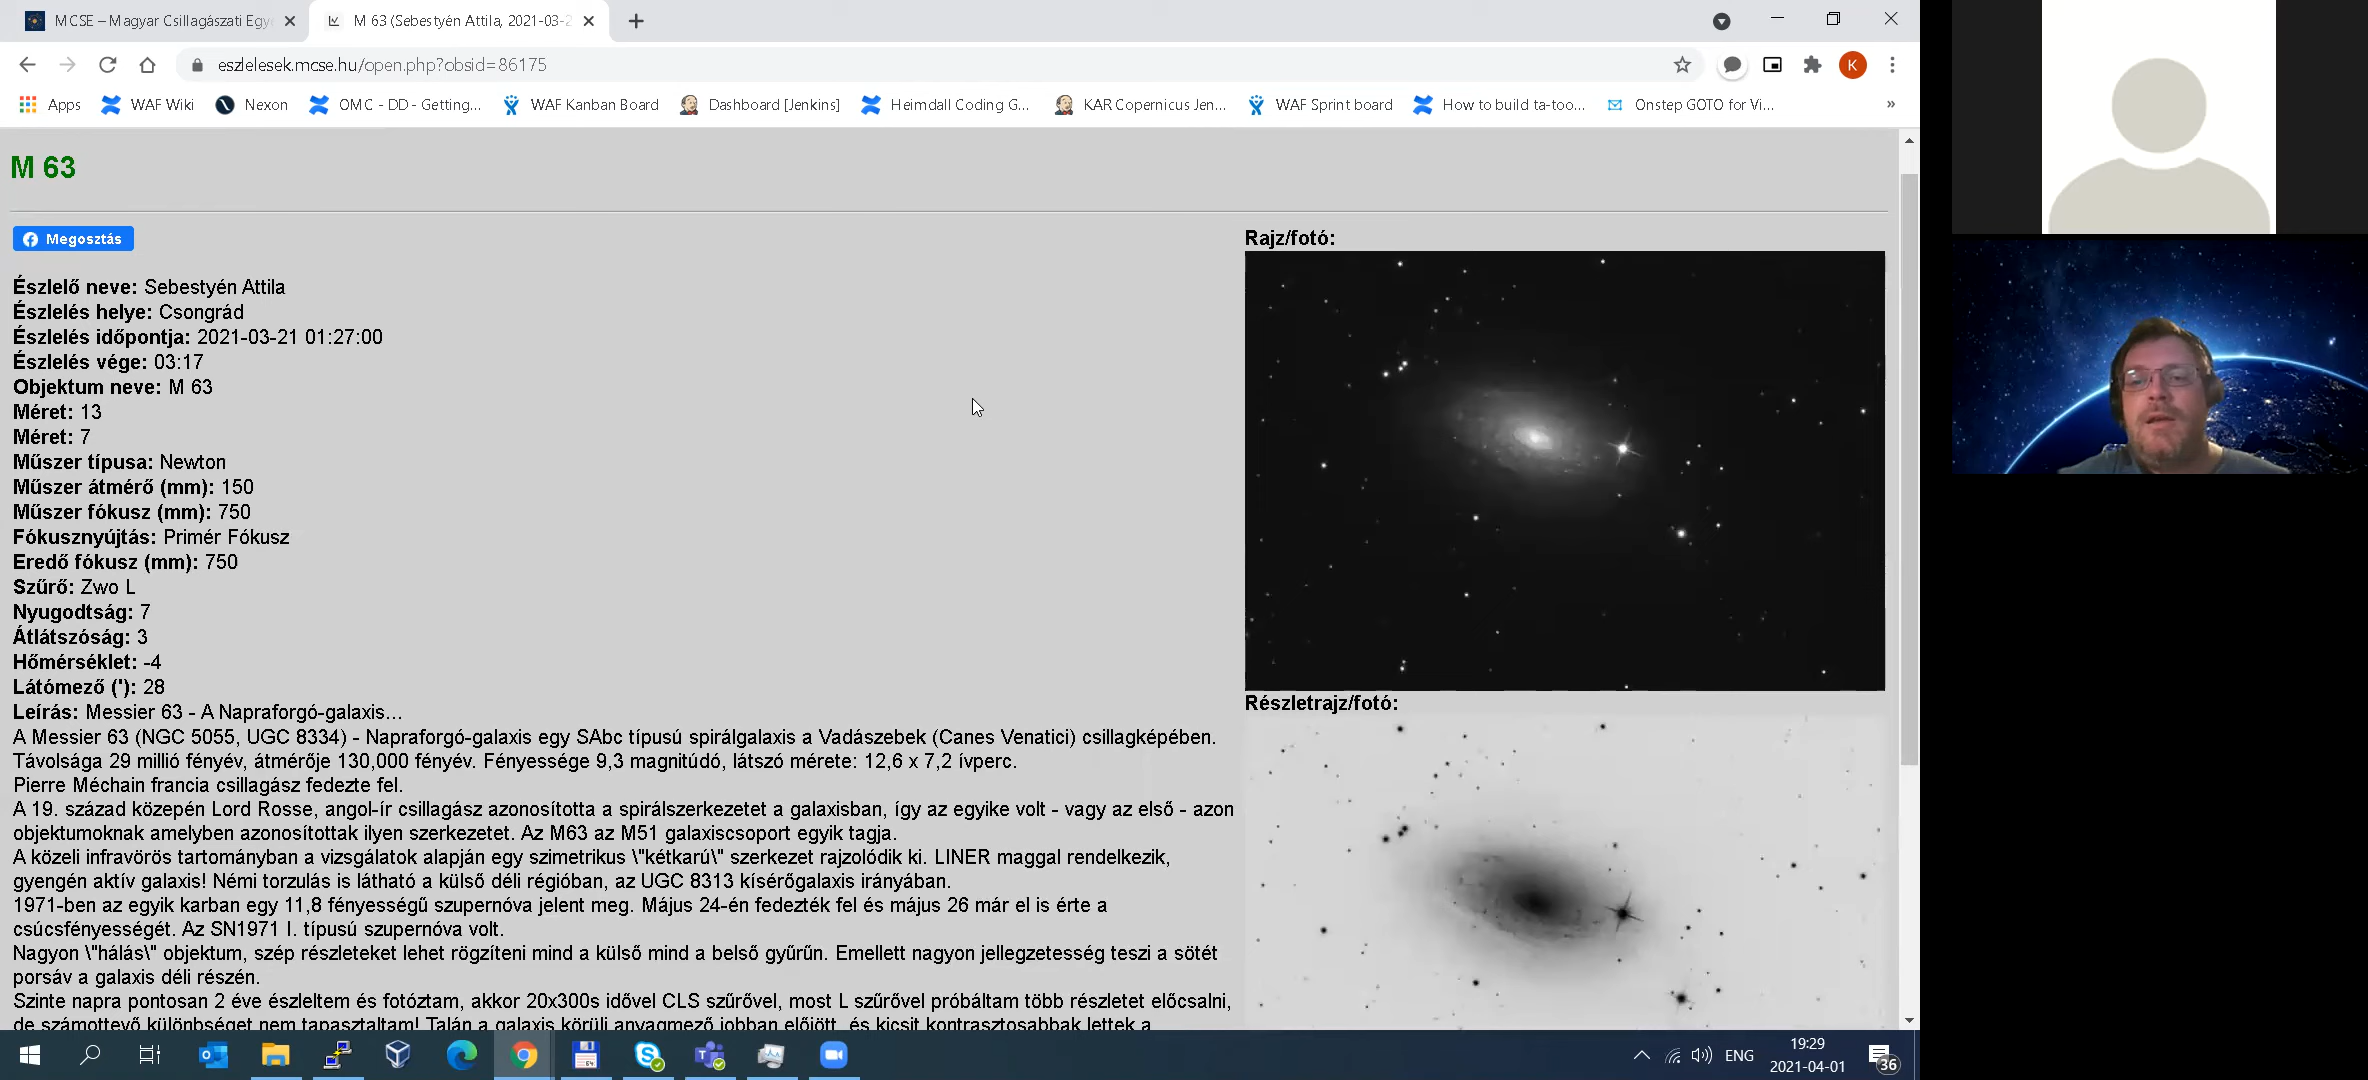 MCSE – Magyar Csillagászati Egy
M 63 (Sebestyén Attila, 2021-03-2
eszlelesek.mcse.hu/open.php?obsid=86175
K
Apps
WAF Wiki
Nexon
OMC - DD - Getting...
WAF Kanban Board
Dashboard [Jenkins]
Heimdall Coding G...
KAR Copernicus Jen...
WAF Sprint board
How to build ta-too...
Onstep GOTO for Vi...
»
M 63
Megosztás
Észlelő neve: Sebestyén Attila
Észlelés helye: Csongrád
Észlelés időpontja: 2021-03-21 01:27:00
Észlelés vége: 03:17
Objektum neve: M 63
Méret: 13
Méret: 7
Műszer típusa: Newton
Műszer átmérő (mm): 150
Műszer fókusz (mm): 750
Fókusznyújtás: Primér Fókusz
Eredő fókusz (mm): 750
Szűrő: Zwo L
Nyugodtság: 7
Átlátszóság: 3
Hőmérséklet: -4
Látómező ('): 28
Leírás: Messier 63 - A Napraforgó-galaxis...
A Messier 63 (NGC 5055, UGC 8334) - Napraforgó-galaxis egy SAbc típusú spirálgalaxis a Vadászebek (Canes Venatici) csillagképében.
Távolsága 29 millió fényév, átmérője 130,000 fényév. Fényessége 9,3 magnitúdó, látszó mérete: 12,6 x 7,2 ívperc.
Pierre Méchain francia csillagász fedezte fel.
A 19. század közepén Lord Rosse, angol-ír csillagász azonosította a spirálszerkezetet a galaxisban, így az egyike volt - vagy az első - azon
objektumoknak amelyben azonosítottak ilyen szerkezetet. Az M63 az M51 galaxiscsoport egyik tagja.
A közeli infravörös tartományban a vizsgálatok alapján egy szimetrikus \"kétkarú\" szerkezet rajzolódik ki. LINER maggal rendelkezik,
gyengén aktív galaxis! Némi torzulás is látható a külső déli régióban, az UGC 8313 kísérőgalaxis irányában.
1971-ben az egyik karban egy 11,8 fényességű szupernóva jelent meg. Május 24-én fedezték fel és május 26 már el is érte a
csúcsfényességét. Az SN1971 I. típusú szupernóva volt.
Nagyon \"hálás\" objektum, szép részleteket lehet rögzíteni mind a külső mind a belső gyűrűn. Emellett nagyon jellegzetesség teszi a sötét
porsáv a galaxis déli részén.
Szinte napra pontosan 2 éve észleltem és fotóztam, akkor 20x300s idővel CLS szűrővel, most L szűrővel próbáltam több részletet előcsalni,
de számottevő különbséget nem tapasztaltam! Talán a galaxis körüli anyagmező jobban előjött, és kicsit kontrasztosabbak lettek a
Rajz/fotó:
Részletrajz/fotó:
ENG
19:29
2021-04-01
36